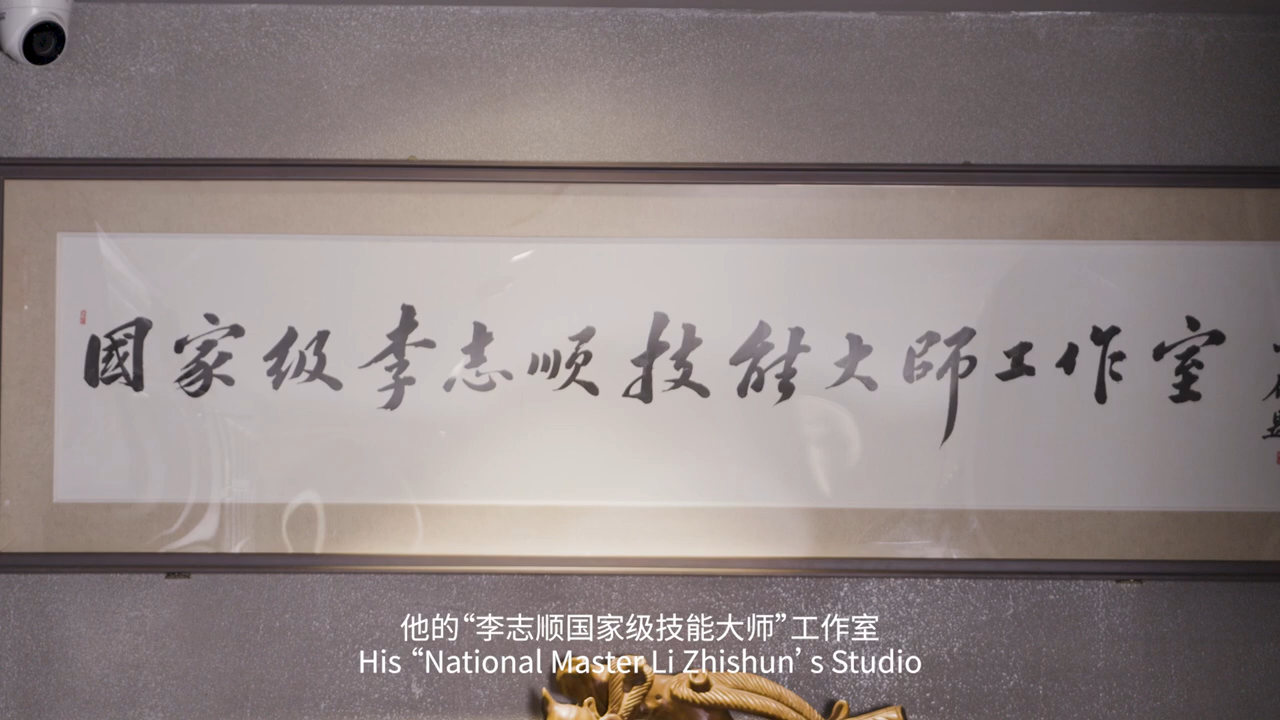 國家级李志顺技能大師工作室
他的“李志顺国家级技能大师”工作室
His “National Master Li Zhishun’s Studio